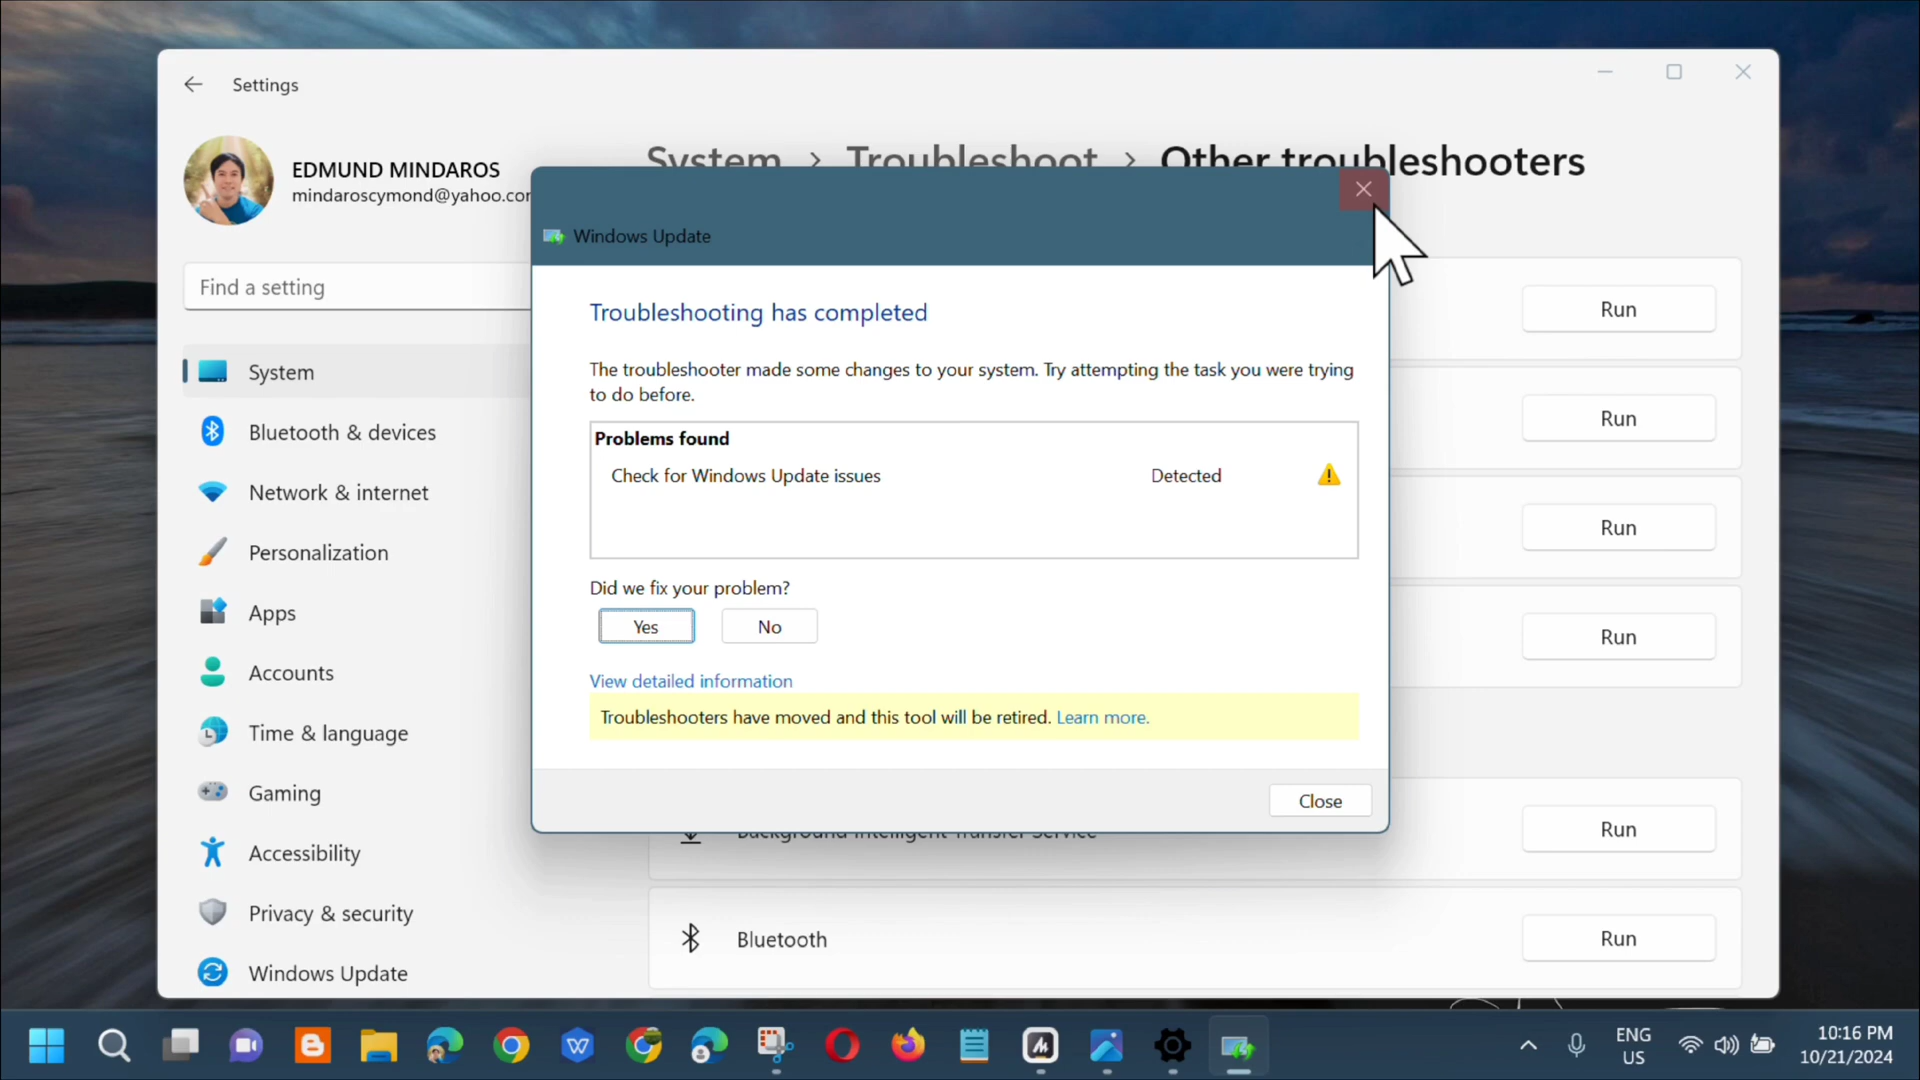 Settings
EDMUND MINDAROS
mindaroscymond@yahoo.com
Find a setting
System
Bluetooth & devices
Network & internet
Personalization
Apps
Accounts
Time & language
Gaming
Accessibility
Privacy & security
Windows Update
System > Troubleshoot > Other troubleshooters
Run
Run
Run
Run
Background Intelligent Transfer Service
Run
Bluetooth
Run
Windows Update
Troubleshooting has completed
The troubleshooter made some changes to your system. Try attempting the task you were trying
to do before.
Problems found
Check for Windows Update issues Detected
Did we fix your problem?
Yes No
View detailed information
Troubleshooters have moved and this tool will be retired. Learn more.
Close
ENG
US
10:16 PM
10/21/2024